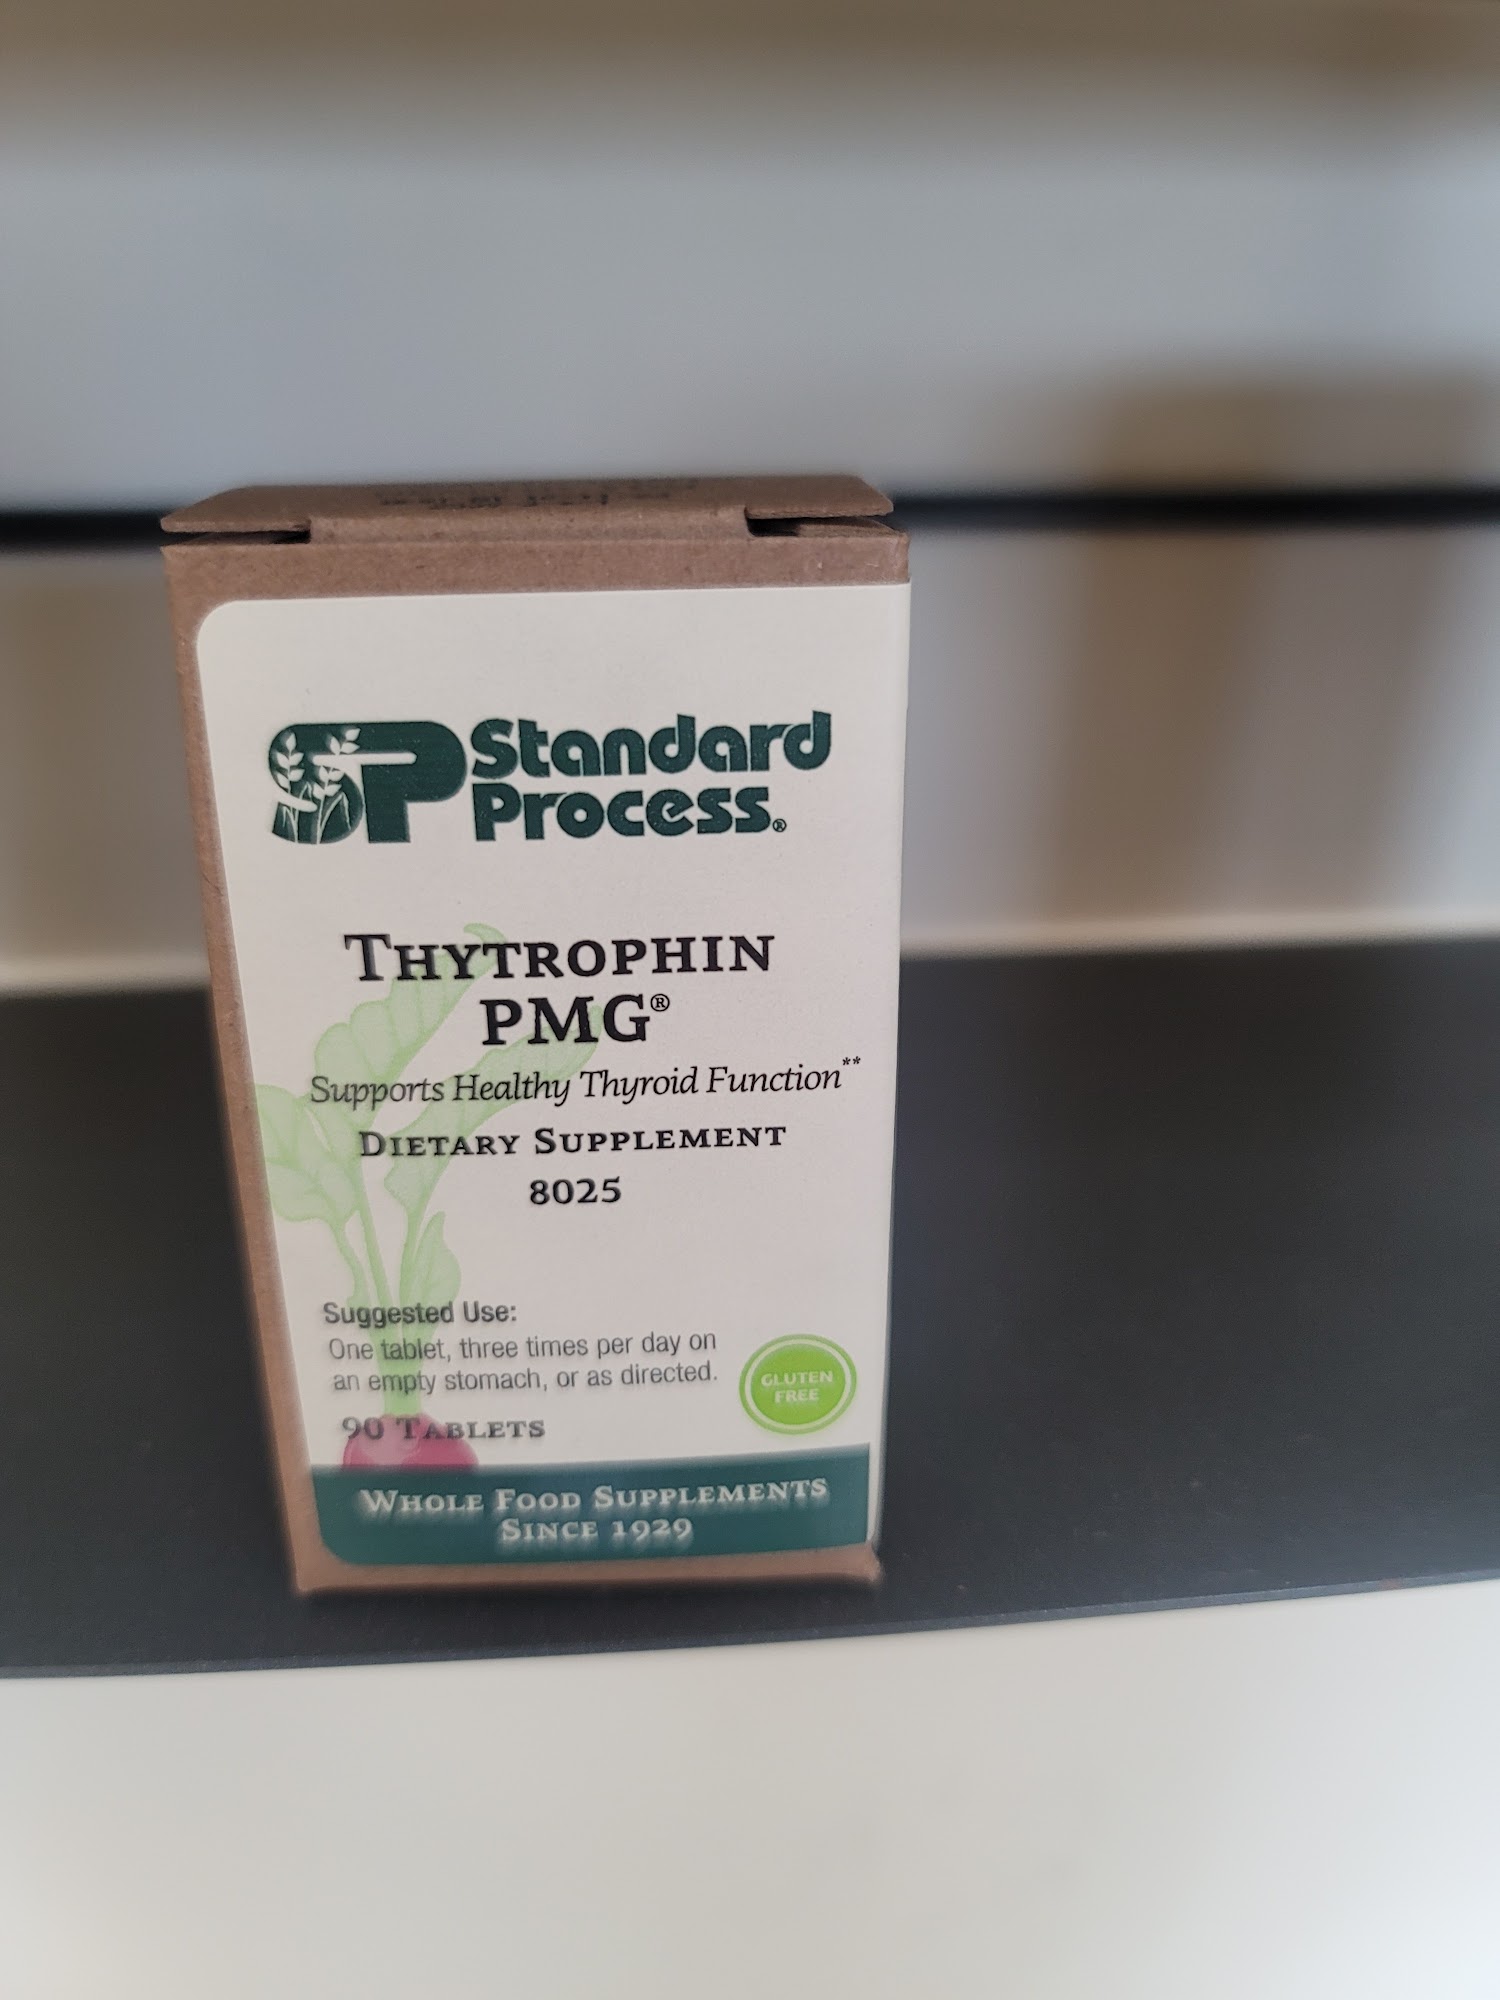 SP Standard
Process®
THYTROPHIN
PMG®
Supports Healthy Thyroid Function**
DIETARY SUPPLEMENT
8025
Suggested Use:
One tablet, three times per day on
an empty stomach, or as directed.
90 TABLETS
GLUTEN
FREE
WHOLE FOOD SUPPLEMENTS
SINCE 1929